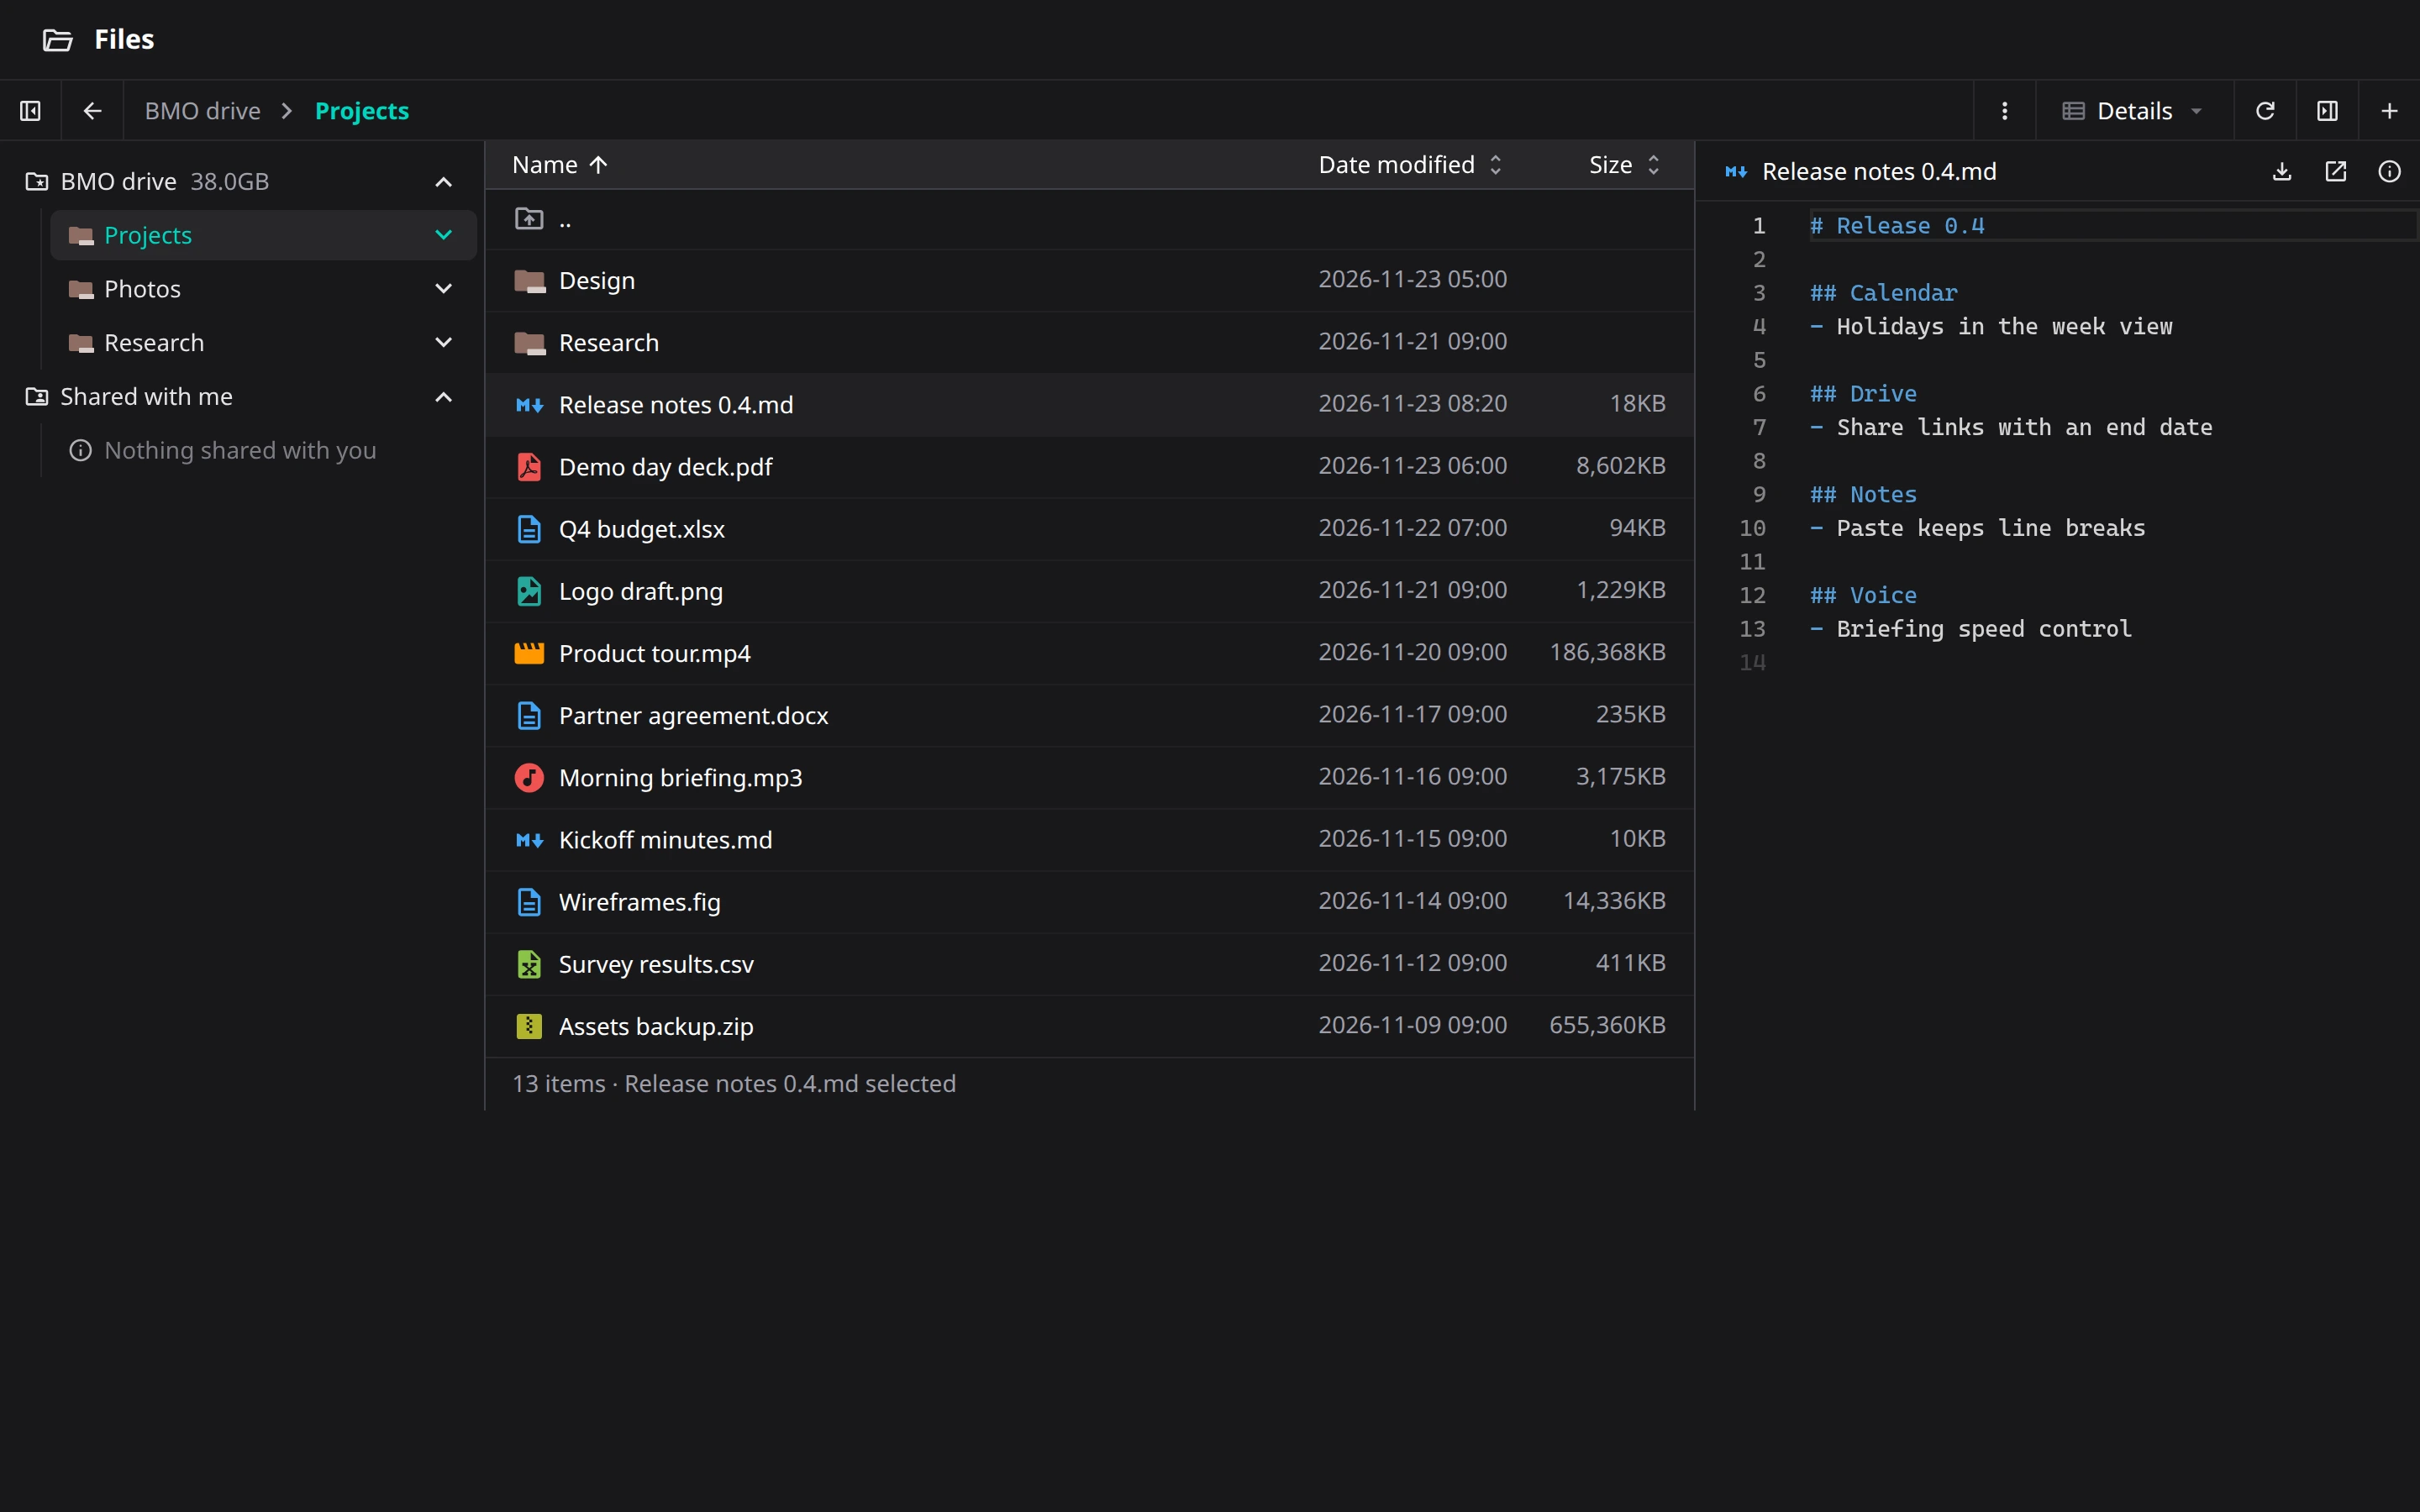 Files
BMO drive > Projects
Details
BMO drive 38.0GB
Projects
Photos
Research
Shared with me
Nothing shared with you
Name Date modified Size
..
Design 2026-11-23 05:00
Research 2026-11-21 09:00
Release notes 0.4.md 2026-11-23 08:20 18KB
Demo day deck.pdf 2026-11-23 06:00 8,602KB
Q4 budget.xlsx 2026-11-22 07:00 94KB
Logo draft.png 2026-11-21 09:00 1,229KB
Product tour.mp4 2026-11-20 09:00 186,368KB
Partner agreement.docx 2026-11-17 09:00 235KB
Morning briefing.mp3 2026-11-16 09:00 3,175KB
Kickoff minutes.md 2026-11-15 09:00 10KB
Wireframes.fig 2026-11-14 09:00 14,336KB
Survey results.csv 2026-11-12 09:00 411KB
Assets backup.zip 2026-11-09 09:00 655,360KB
13 items · Release notes 0.4.md selected
Release notes 0.4.md
1 # Release 0.4
2
3 ## Calendar
4 - Holidays in the week view
5
6 ## Drive
7 - Share links with an end date
8
9 ## Notes
10 - Paste keeps line breaks
11
12 ## Voice
13 - Briefing speed control
14